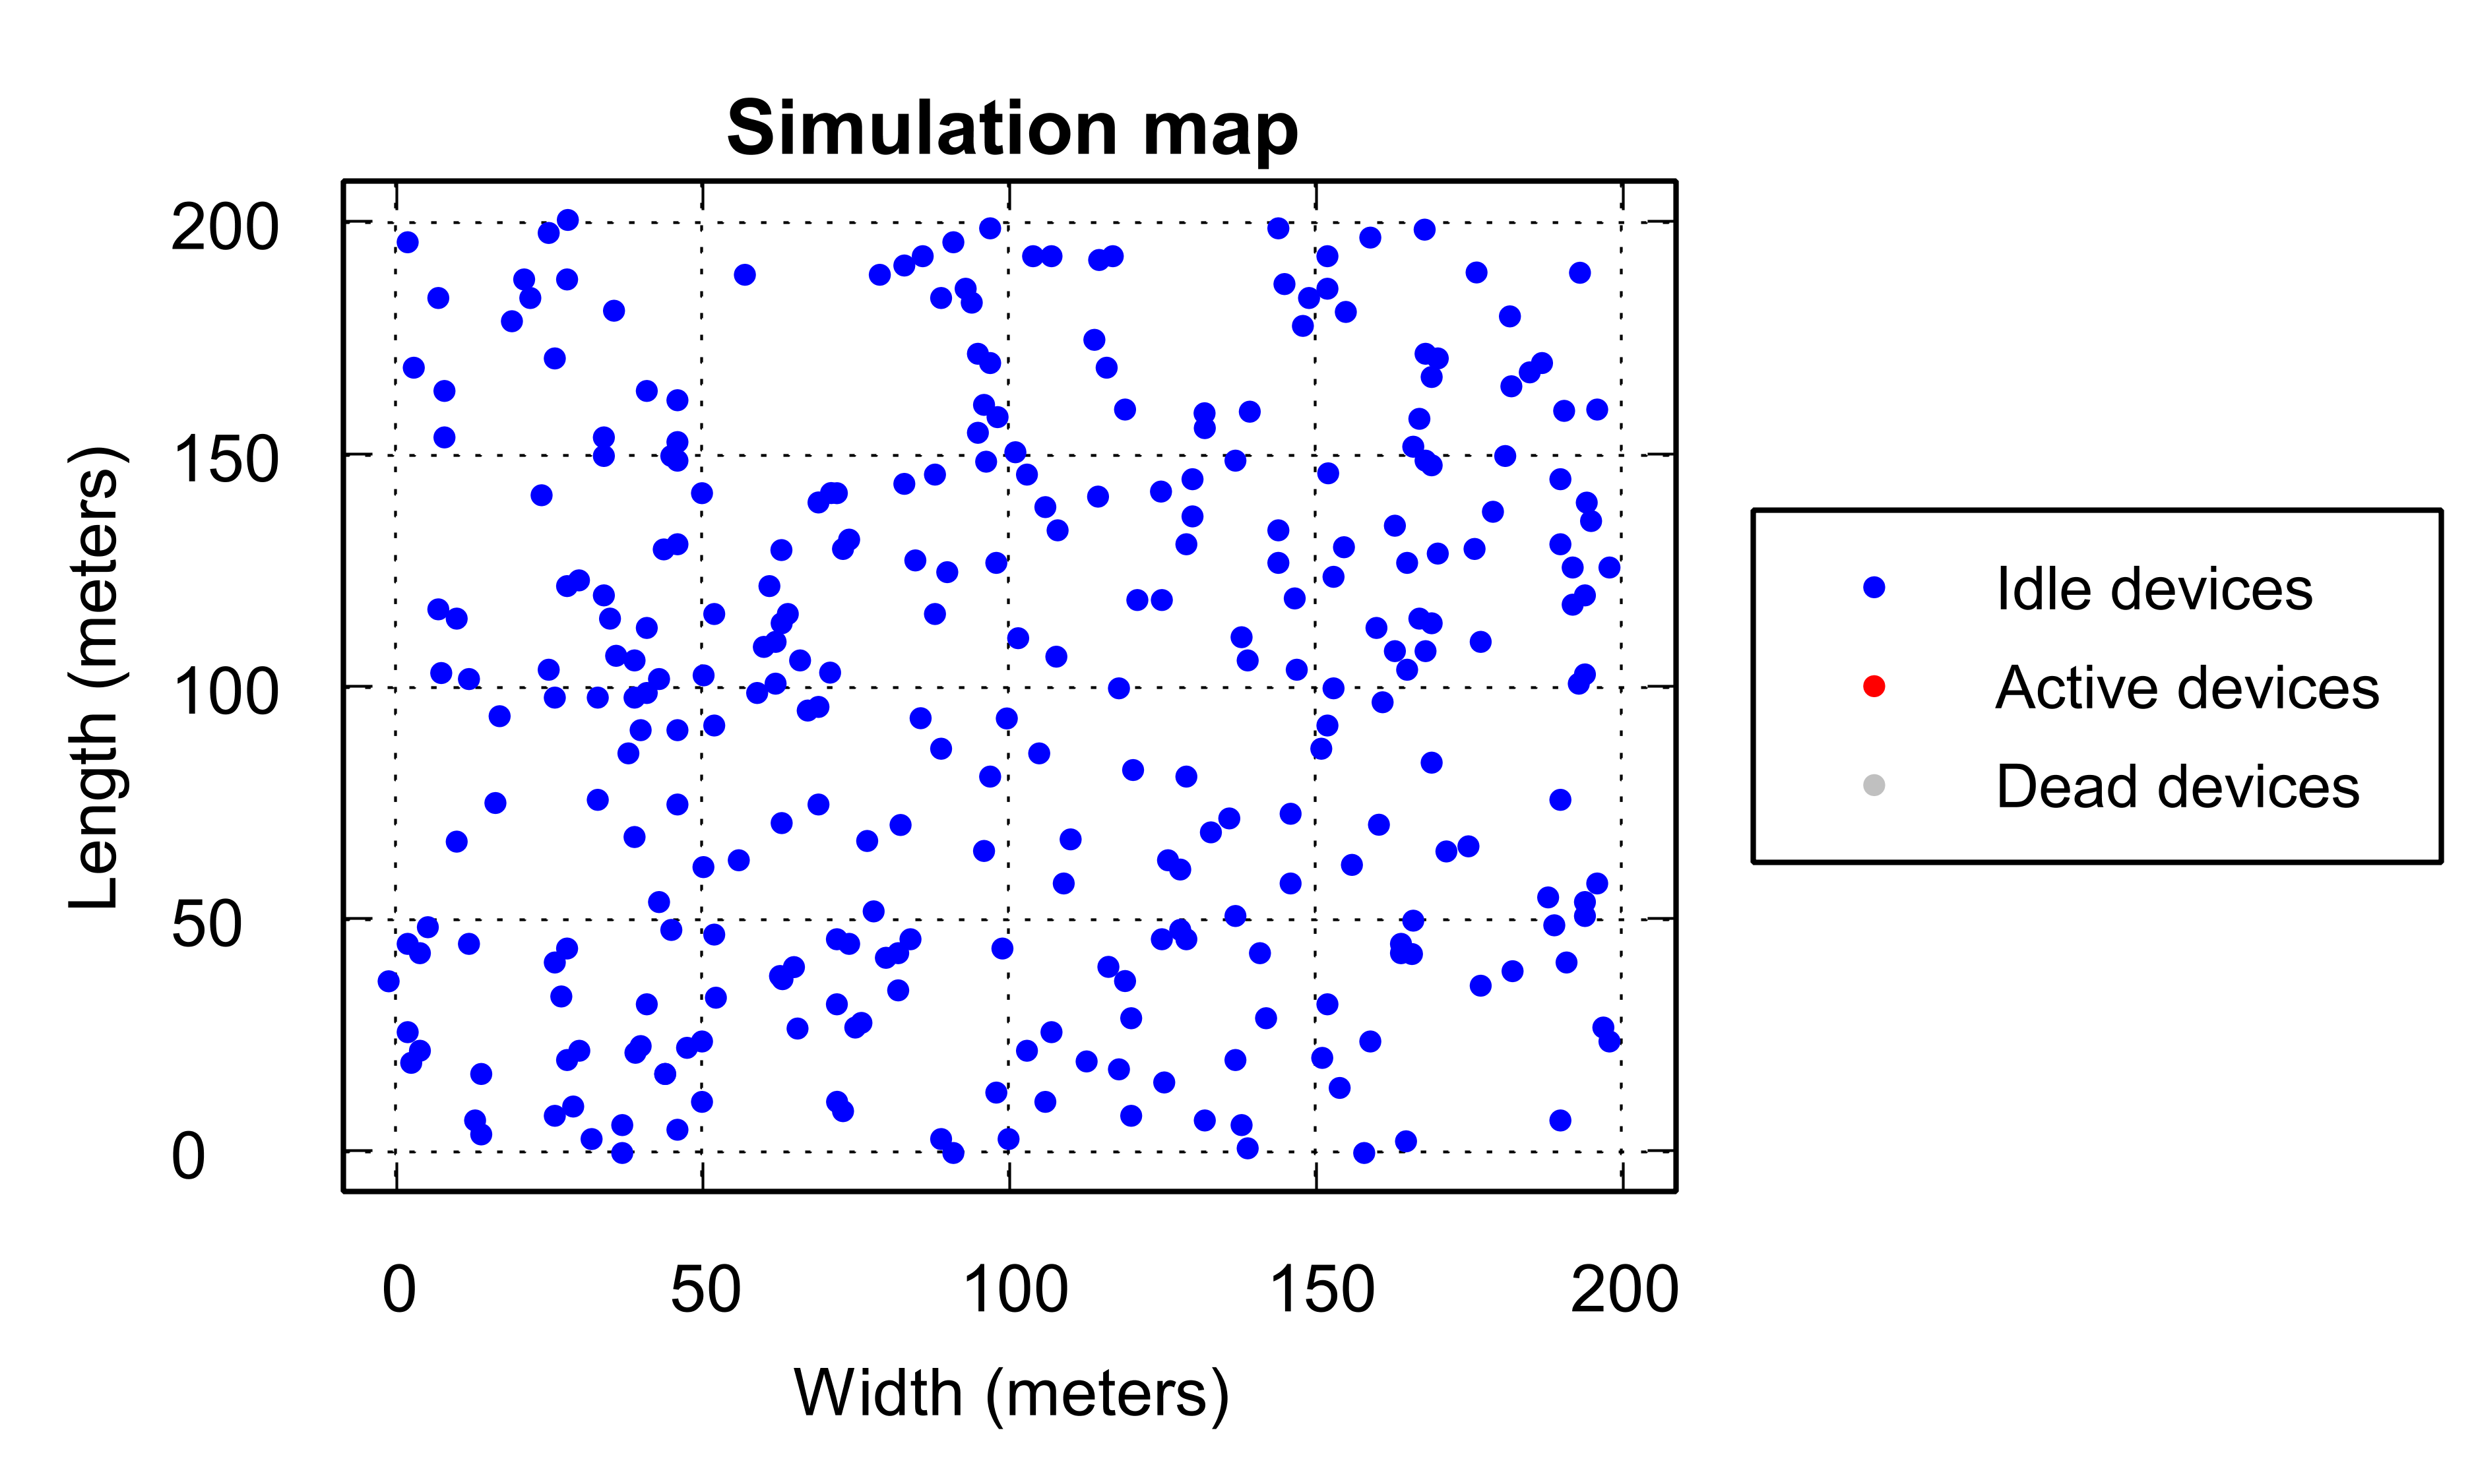 Simulation map
Length (meters)
200
150
100
50
0
0 50 100 150 200
Width (meters)
Idle devices
Active devices
Dead devices